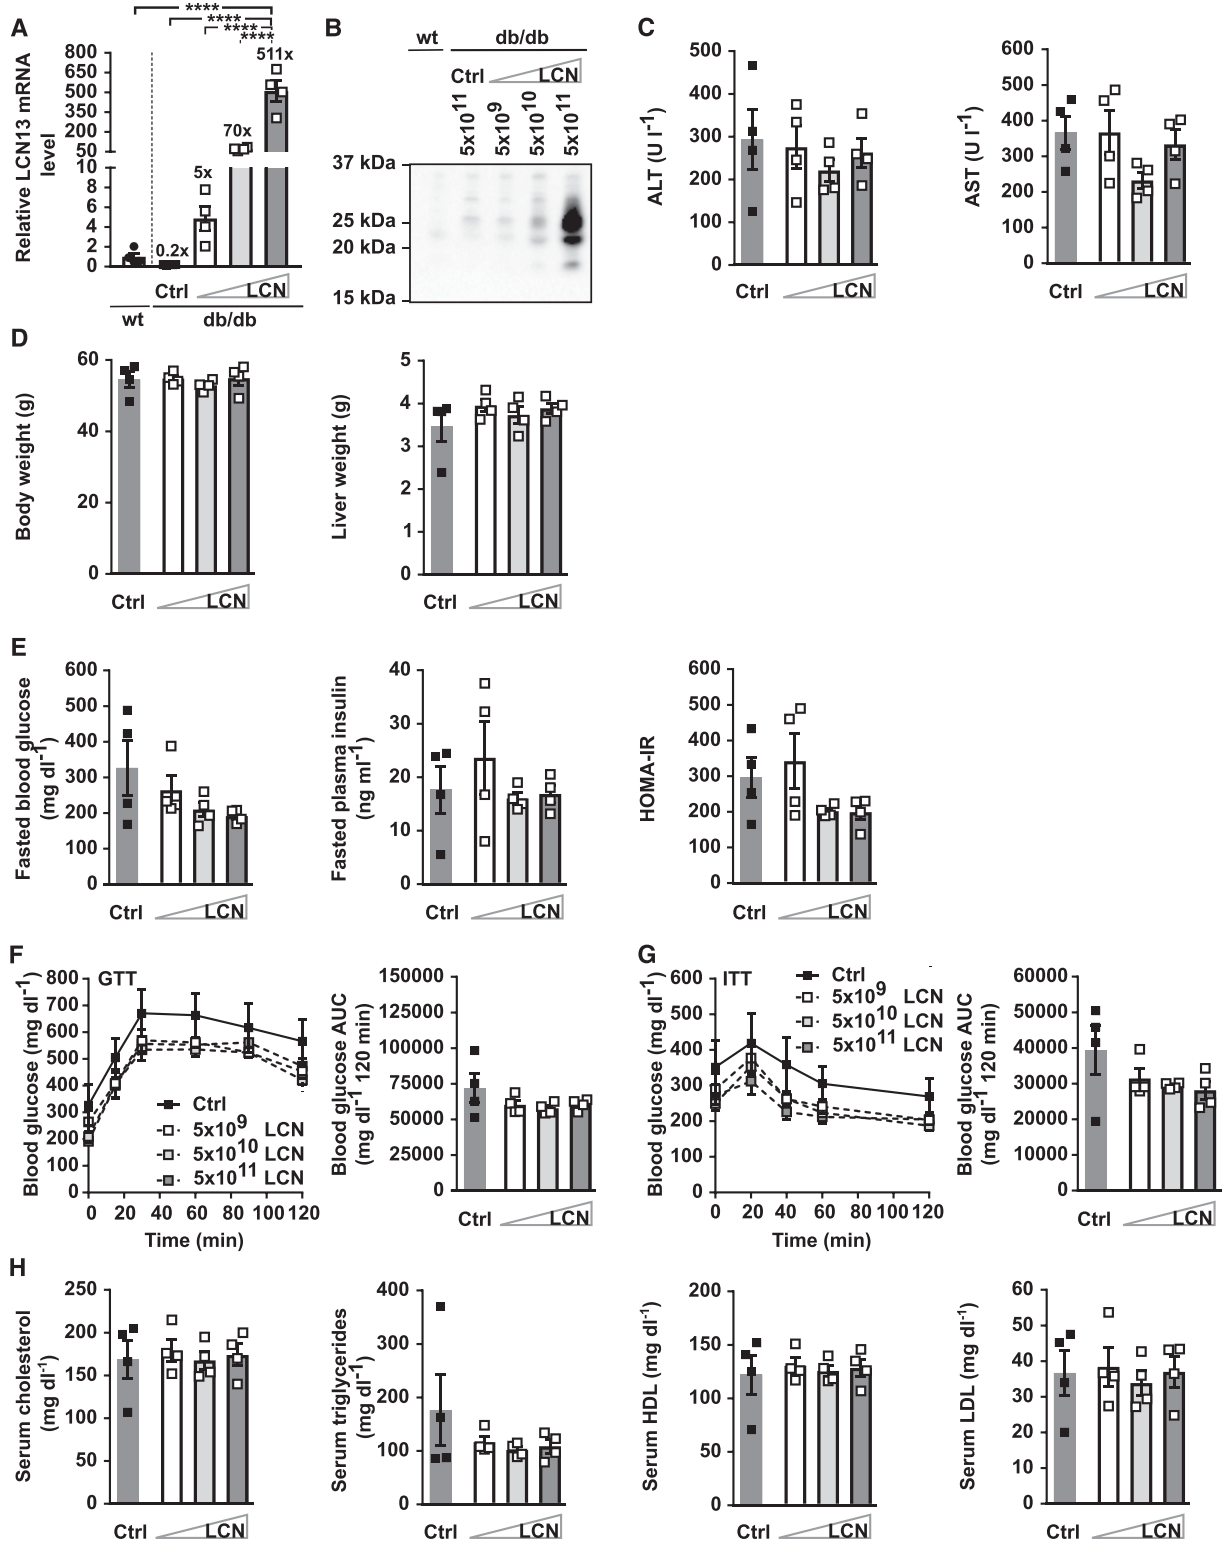 A
****
****
****
****
511x
70x
5x
0.2x
Relative LCN13 mRNA
level
800
650
500
350
200
50
10
8
6
4
2
0
Ctrl
LCN
wt
db/db
B
wt
db/db
Ctrl
LCN
5x10^11
5x10^9
5x10^10
5x10^11
37 kDa
25 kDa
20 kDa
15 kDa
C
ALT (U l^-1)
500
400
300
200
100
0
Ctrl
LCN
AST (U l^-1)
600
500
400
300
200
100
0
Ctrl
LCN
D
Body weight (g)
60
40
20
0
Ctrl
LCN
Liver weight (g)
5
4
3
2
1
0
Ctrl
LCN
E
Fasted blood glucose
(mg dl^-1)
600
500
400
300
200
100
0
Ctrl
LCN
Fasted plasma insulin
(ng ml^-1)
40
30
20
10
0
Ctrl
LCN
HOMA-IR
600
500
400
300
200
100
0
Ctrl
LCN
F
GTT
Blood glucose (mg dl^-1)
800
700
600
500
400
300
200
100
0
0 20 40 60 80 100 120
Time (min)
Ctrl
5x10^9 LCN
5x10^10 LCN
5x10^11 LCN
Blood glucose AUC
(mg dl^-1 120 min)
150000
125000
100000
75000
50000
25000
0
Ctrl
LCN
G
ITT
Blood glucose (mg dl^-1)
600
500
400
300
200
100
0
0 20 40 60 80 100 120
Time (min)
Ctrl
5x10^9 LCN
5x10^10 LCN
5x10^11 LCN
Blood glucose AUC
(mg dl^-1 120 min)
60000
50000
40000
30000
20000
10000
0
Ctrl
LCN
H
Serum cholesterol
(mg dl^-1)
250
200
150
100
50
0
Ctrl
LCN
Serum triglycerides
(mg dl^-1)
400
300
200
100
0
Ctrl
LCN
Serum HDL (mg dl^-1)
200
150
100
50
0
Ctrl
LCN
Serum LDL (mg dl^-1)
60
50
40
30
20
10
0
Ctrl
LCN